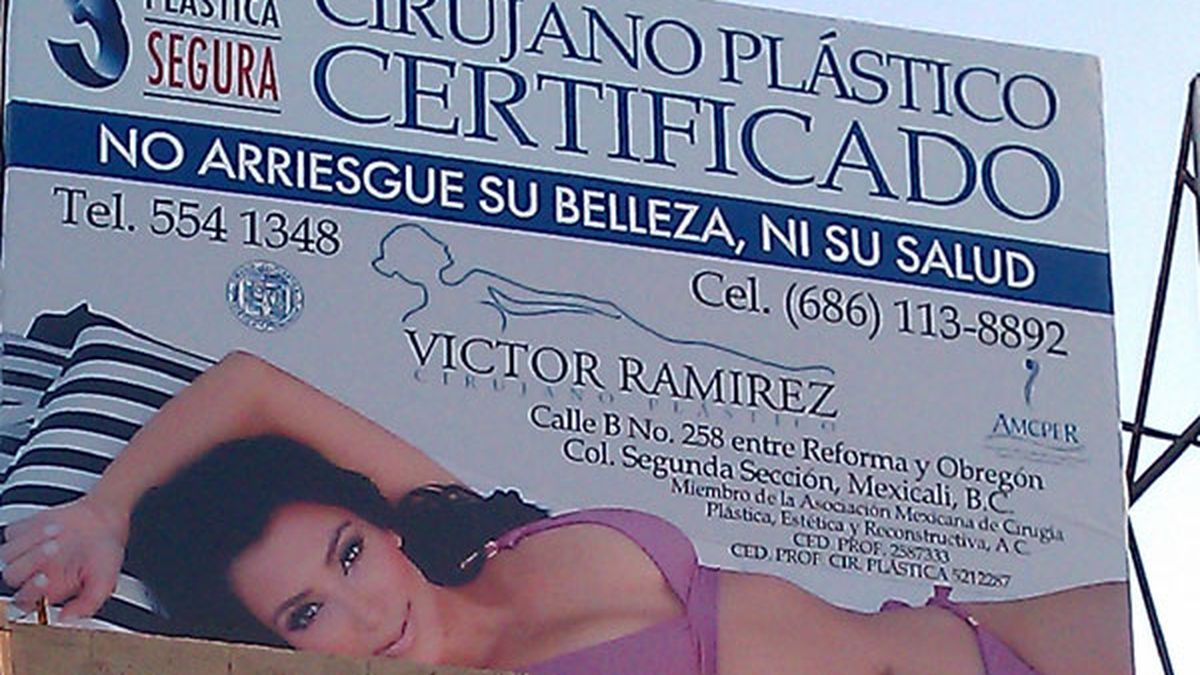 PLÁSTICA
SEGURA
CIRUJANO PLÁSTICO
CERTIFICADO
NO ARRIESGUE SU BELLEZA, NI SU SALUD
Tel. 554 1348
Cel. (686) 113-8892
VICTOR RAMIREZ
CIRUJANO PLASTICO
AMCPER
Calle B No. 258 entre Reforma y Obregón
Col. Segunda Sección, Mexicali, B.C.
Miembro de la Asociación Mexicana de Cirugía
Plástica, Estética y Reconstructiva, A.C.
CED. PROF. 2587333
CED. PROF CIR. PLÁSTICA 5212287